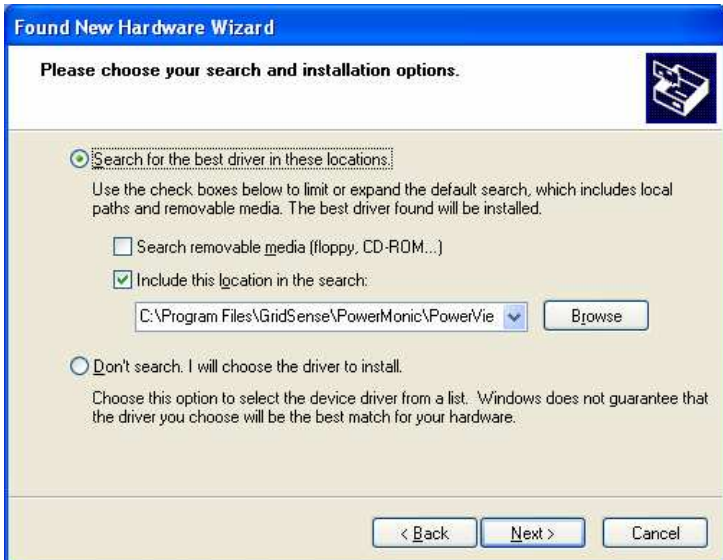 Found New Hardware Wizard
Please choose your search and installation options.
Search for the best driver in these locations.
Use the check boxes below to limit or expand the default search, which includes local
paths and removable media. The best driver found will be installed.
Search removable media (floppy, CD-ROM...)
Include this location in the search:
C:\Program Files\GridSense\PowerMonic\PowerVie
Browse
Don't search. I will choose the driver to install.
Choose this option to select the device driver from a list. Windows does not guarantee that
the driver you choose will be the best match for your hardware.
< Back
Next >
Cancel